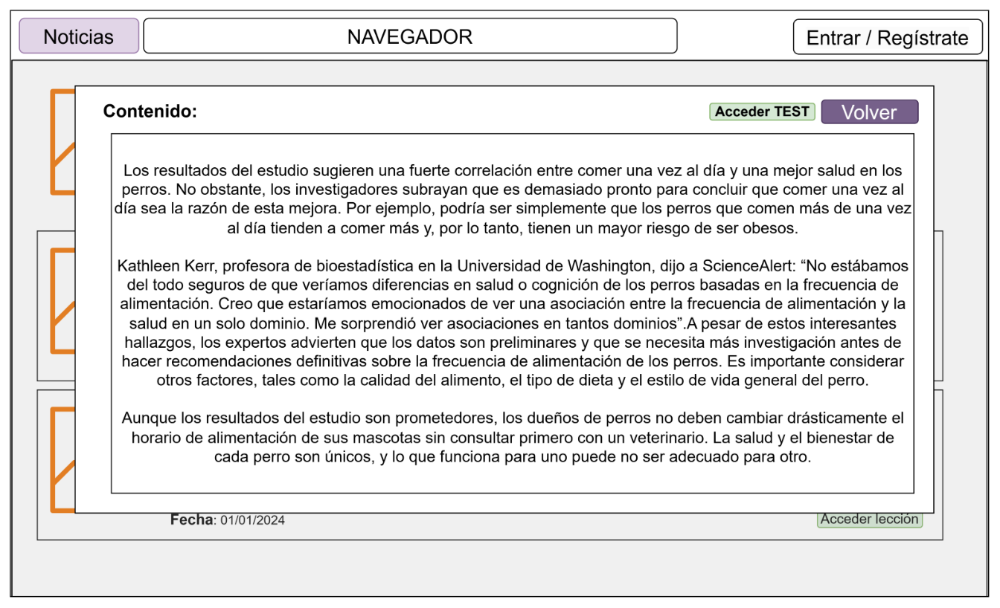 Noticias
NAVEGADOR
Entrar / Regístrate
Contenido:
Acceder TEST
Volver
Los resultados del estudio sugieren una fuerte correlación entre comer una vez al día y una mejor salud en los
perros. No obstante, los investigadores subrayan que es demasiado pronto para concluir que comer una vez al
día sea la razón de esta mejora. Por ejemplo, podría ser simplemente que los perros que comen más de una vez
al día tienden a comer más y, por lo tanto, tienen un mayor riesgo de ser obesos.
Kathleen Kerr, profesora de bioestadística en la Universidad de Washington, dijo a ScienceAlert: “No estábamos
del todo seguros de que veríamos diferencias en salud o cognición de los perros basadas en la frecuencia de
alimentación. Creo que estaríamos emocionados de ver una asociación entre la frecuencia de alimentación y la
salud en un solo dominio. Me sorprendió ver asociaciones en tantos dominios”.A pesar de estos interesantes
hallazgos, los expertos advierten que los datos son preliminares y que se necesita más investigación antes de
hacer recomendaciones definitivas sobre la frecuencia de alimentación de los perros. Es importante considerar
otros factores, tales como la calidad del alimento, el tipo de dieta y el estilo de vida general del perro.
Aunque los resultados del estudio son prometedores, los dueños de perros no deben cambiar drásticamente el
horario de alimentación de sus mascotas sin consultar primero con un veterinario. La salud y el bienestar de
cada perro son únicos, y lo que funciona para uno puede no ser adecuado para otro.
Fecha: 01/01/2024
Acceder lección